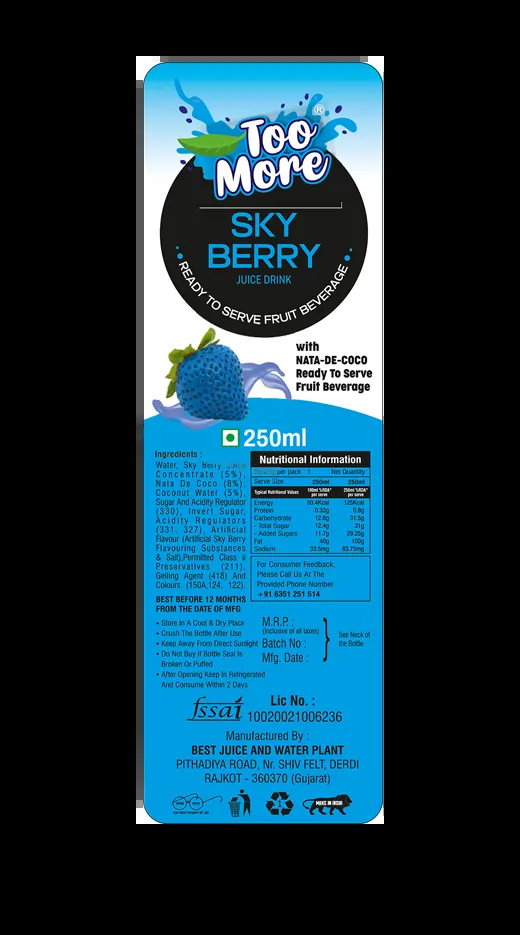 Too
More
®
SKY
BERRY
JUICE DRINK
READY TO SERVE FRUIT BEVERAGE
with
NATA-DE-COCO
Ready To Serve
Fruit Beverage
250ml
Ingredients :
Water, Sky Berry
Concentrate (5%),
Nata De Coco (8%),
Coconut Water (5%),
Sugar And Acidity Regulator
(330), Invert Sugar,
Acidity Regulators
(331, 327), Artificial
Flavour (Artificial Sky Berry
Flavouring Substances
& Salt),Permitted Class ii
Preservatives (211),
Gelling Agent (418) And
Colours (150A,124, 122).
BEST BEFORE 12 MONTHS
FROM THE DATE OF MFG
Nutritional Information
per pack 1 Net Quantity
Serve Size 250ml 250ml
Typical Nutritional Values 100ml %RDA* per serve 250ml %RDA* per serve
Energy 50.4Kcal 125Kcal
Protein 0.32g 0.8g
Carbohydrate 12.6g 31.5g
- Total Sugar 12.4g 31g
- Added Sugars 11.7g 29.25g
Fat 40g 100g
Sodium 33.5mg 83.75mg
For Consumer Feedback,
Please Call Us At The
Provided Phone Number
+91 6351 251 514
• Store In A Cool & Dry Place
• Crush The Bottle After Use
• Keep Away From Direct Sunlight
• Do Not Buy If Bottle Seal Is
Broken Or Puffed
• After Opening Keep In Refrigerated
And Consume Within 2 Days
M.R.P. :
(Inclusive of all taxes)
Batch No :
Mfg. Date :
See Neck of
the Bottle
fssai
Lic No. :
10020021006236
Manufactured By :
BEST JUICE AND WATER PLANT
PITHADIYA ROAD, Nr. SHIV FELT, DERDI
RAJKOT - 360370 (Gujarat)
1
MAKE IN INDIA